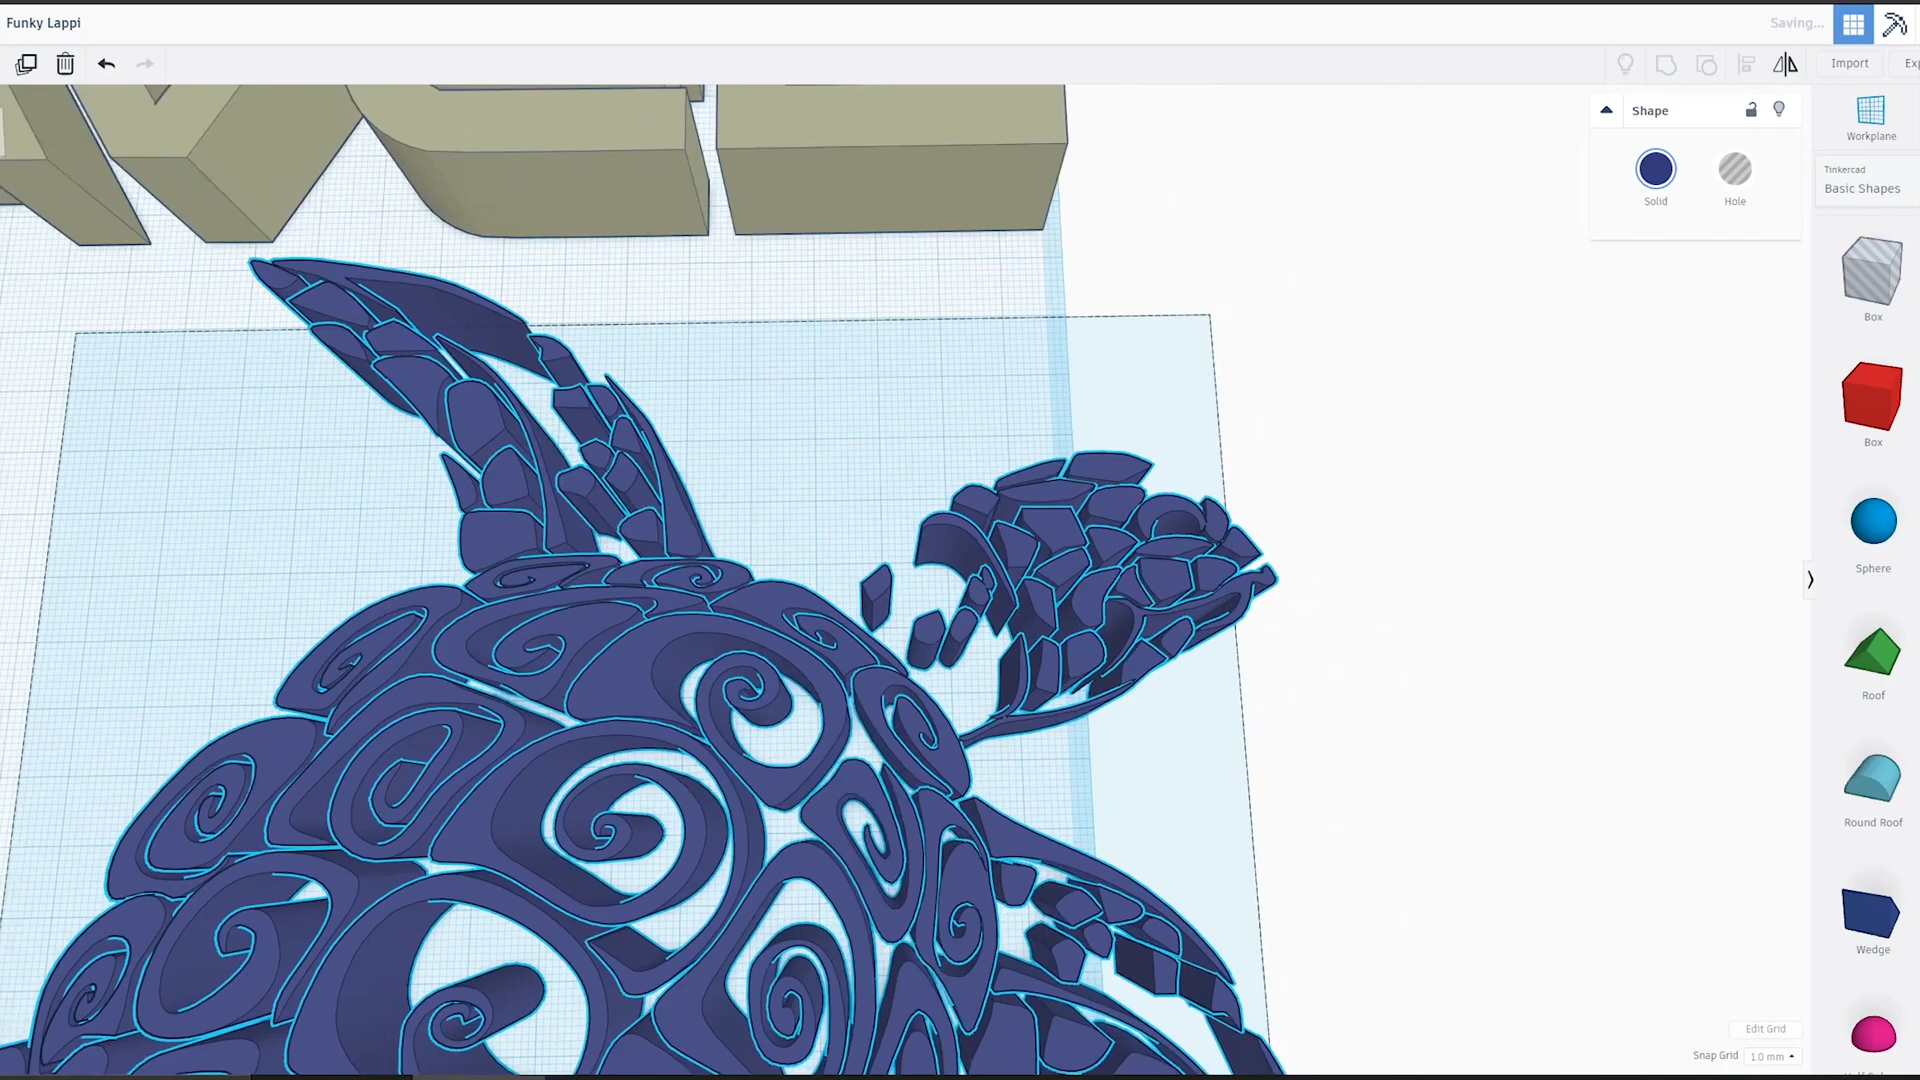 Funky Lappi
Saving...
Import
Exp
Shape
Solid
Hole
Workplane
Tinkercad
Basic Shapes
Box
Box
Sphere
Roof
Round Roof
Wedge
Edit Grid
Snap Grid
1.0 mm